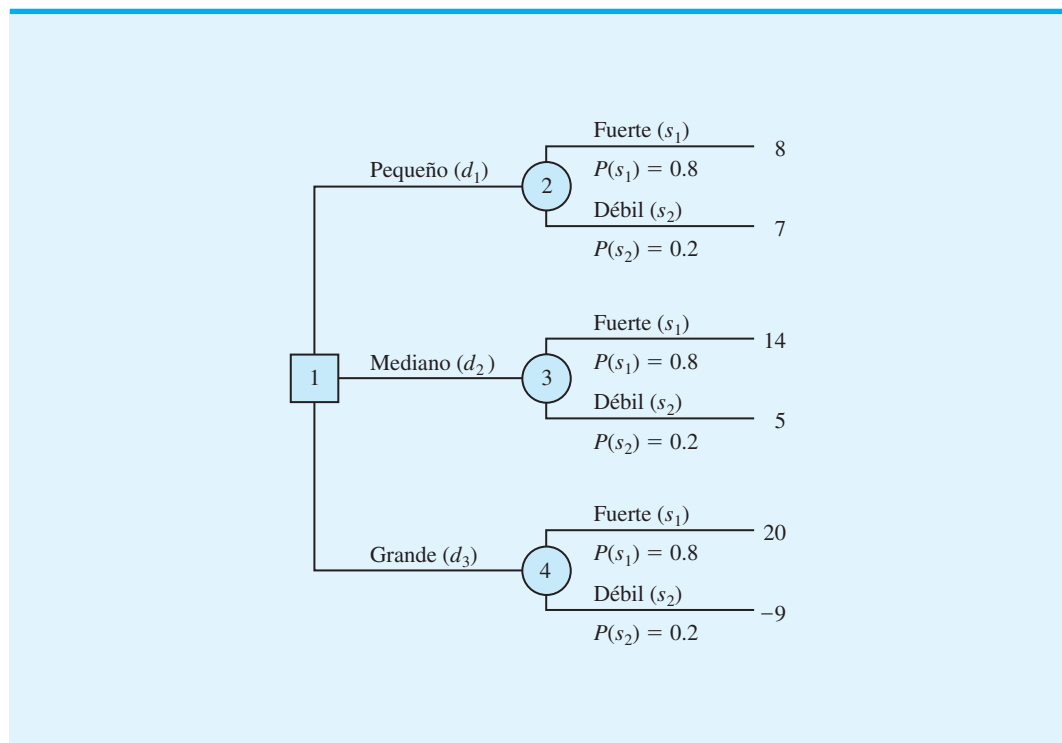 Fuerte (s₁)
8
Pequeño (d₁)
2
P(s₁) = 0.8
Débil (s₂)
7
P(s₂) = 0.2
Fuerte (s₁)
14
1
Mediano (d₂)
3
P(s₁) = 0.8
Débil (s₂)
5
P(s₂) = 0.2
Fuerte (s₁)
20
Grande (d₃)
4
P(s₁) = 0.8
Débil (s₂)
−9
P(s₂) = 0.2